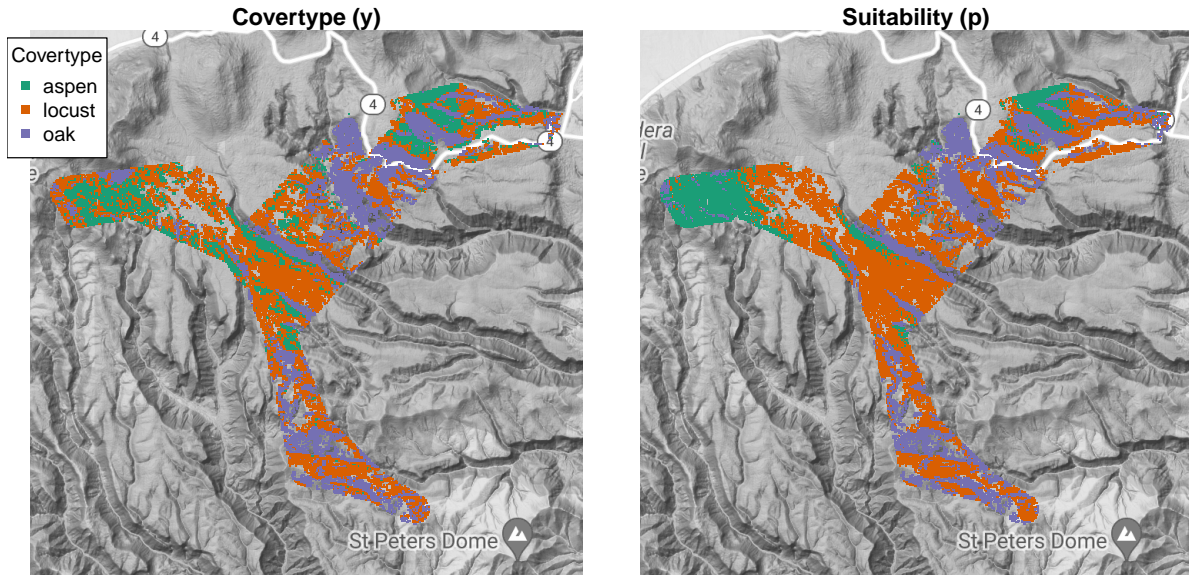 Covertype (y)
Suitability (p)
Covertype
aspen
locust
oak
4
4
4
4
St Peters Dome
e
dera
l
e
St Peters Dome